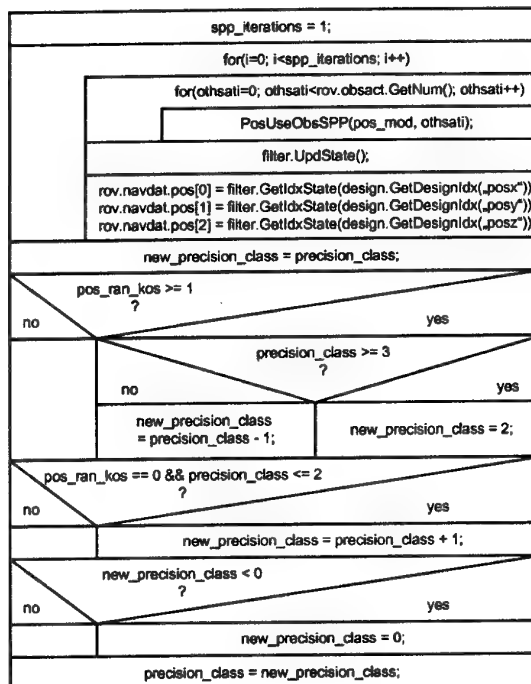 spp_iterations = 1;
for(i=0; i<spp_iterations; i++)
for(othsati=0; othsati<rov.obsact.GetNum(); othsati++)
PosUseObsSPP(pos_mod, othsati);
filter.UpdState();
rov.navdat.pos[0] = filter.GetIdxState(design.GetDesignIdx(„posx"))
rov.navdat.pos[1] = filter.GetIdxState(design.GetDesignIdx(„posy"))
rov.navdat.pos[2] = filter.GetIdxState(design.GetDesignIdx(„posz"))
new_precision_class = precision_class;
pos_ran_kos >= 1
?
no
yes
precision_class >= 3
?
no
yes
new_precision_class
= precision_class - 1;
new_precision_class = 2;
pos_ran_kos == 0 && precision_class <= 2
?
no
yes
new_precision_class = precision_class + 1;
new_precision_class < 0
?
no
yes
new_precision_class = 0;
precision_class = new_precision_class;